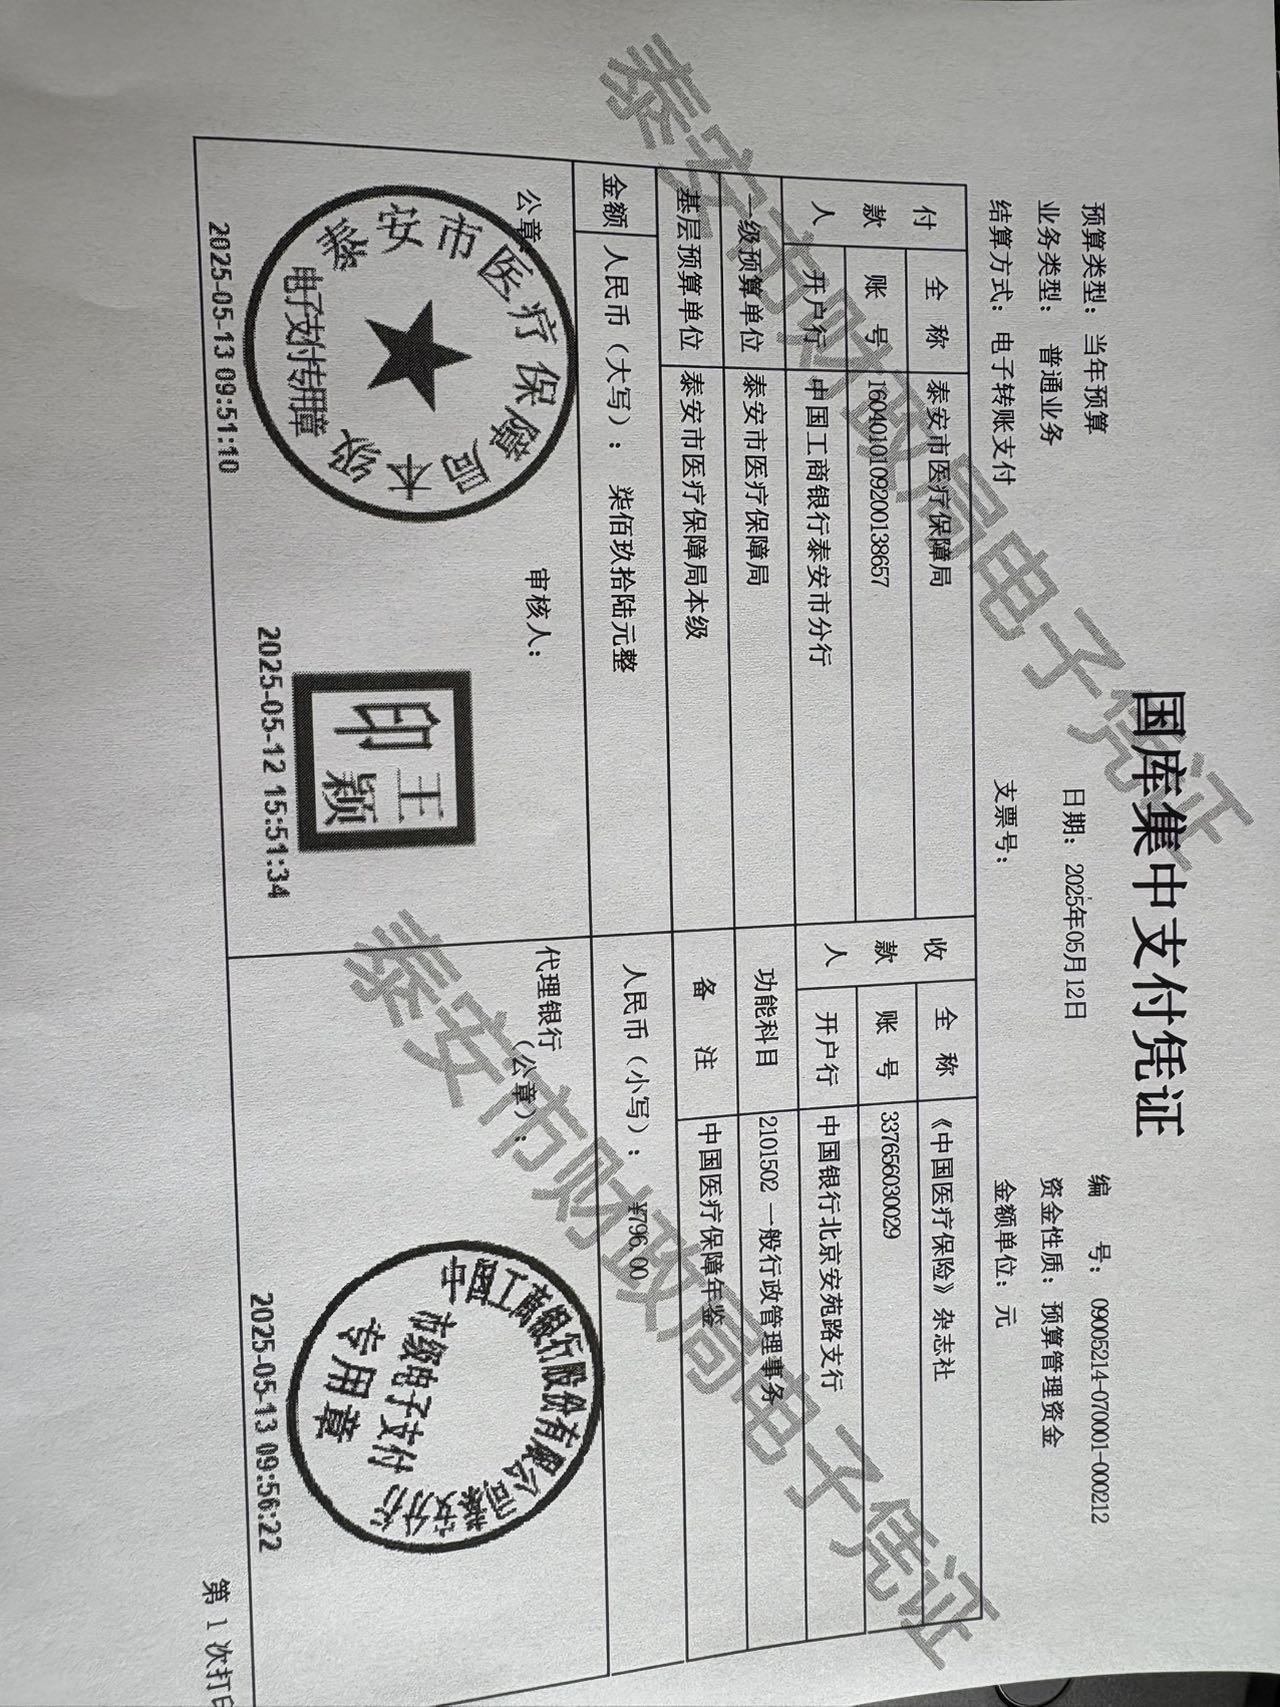 国库集中支付凭证
预算类型：当年预算 日期：2025年05月12日 编 号：09005214-070001-000212
业务类型：普通业务 资金性质：预算管理资金
结算方式：电子转账支付 支票号： 金额单位：元
付款人 全 称 泰安市医疗保障局 收款人 全 称 《中国医疗保险》杂志社
账 号 1604010109200138657 账 号 337656030029
开户行 中国工商银行泰安市分行 开户行 中国银行北京安苑路支行
一级预算单位 泰安市医疗保障局 功能科目 2101502 一般行政管理事务
基层预算单位 泰安市医疗保障局本级 备 注 中国医疗保障年鉴
金额 人民币（大写）： 柒佰玖拾陆元整 人民币（小写）： ¥796.00
公章 审核人： 代理银行（公章）：
泰安市医疗保障局本级
电子支付专用章
王颖印
中国工商银行股份有限公司泰安分行
市级电子支付
专用章
2025-05-13 09:51:10 2025-05-12 15:51:34 2025-05-13 09:56:22
第 1 次打印
泰安市财政局电子凭证
泰安市财政局电子凭证